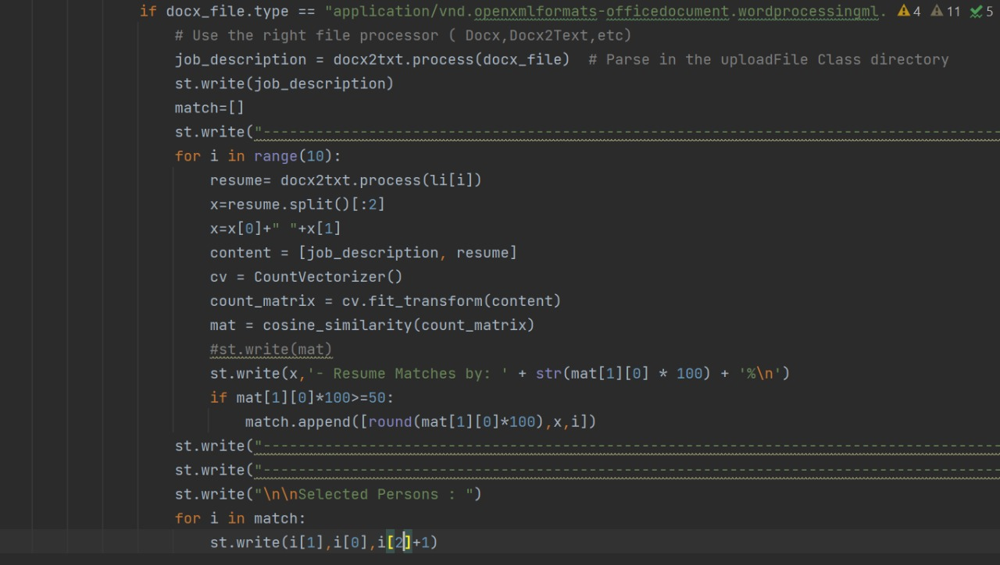 if docx_file.type == "application/vnd.openxmlformats-officedocument.wordprocessingml. 4 11 5
# Use the right file processor ( Docx,Docx2Text,etc)
job_description = docx2txt.process(docx_file)  # Parse in the uploadFile Class directory
st.write(job_description)
match=[]
st.write("------------------------------------------------------------------------------------
for i in range(10):
resume= docx2txt.process(li[i])
x=resume.split()[:2]
x=x[0]+" "+x[1]
content = [job_description, resume]
cv = CountVectorizer()
count_matrix = cv.fit_transform(content)
mat = cosine_similarity(count_matrix)
#st.write(mat)
st.write(x,'- Resume Matches by: ' + str(mat[1][0] * 100) + '%\n')
if mat[1][0]*100>=50:
match.append([round(mat[1][0]*100),x,i])
st.write("------------------------------------------------------------------------------------
st.write("------------------------------------------------------------------------------------
st.write("\n\nSelected Persons : ")
for i in match:
st.write(i[1],i[0],i[2]+1)